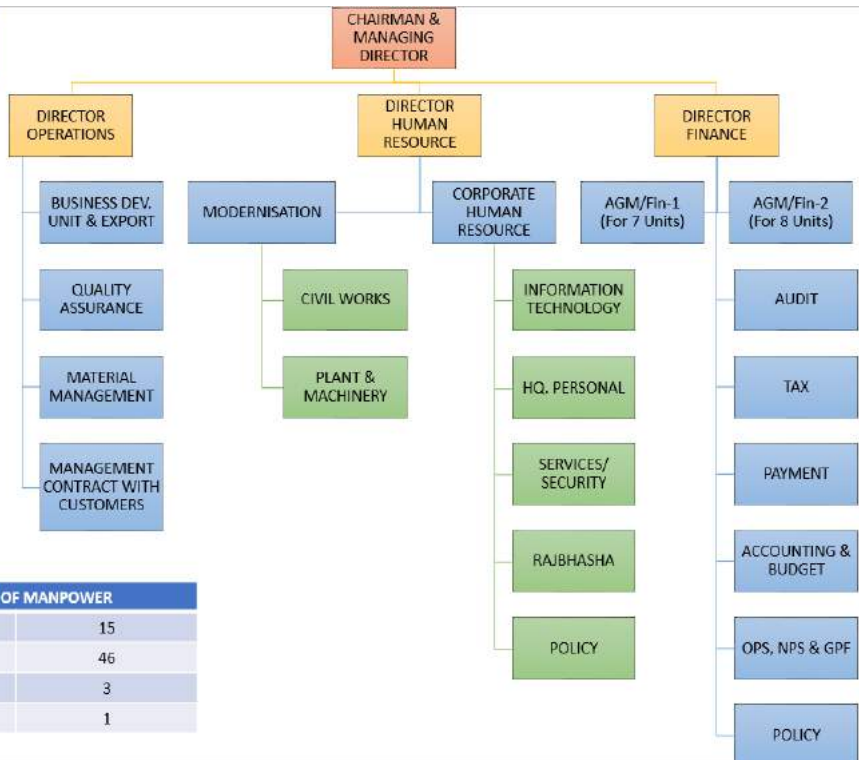 CHAIRMAN &
MANAGING
DIRECTOR
DIRECTOR
OPERATIONS
DIRECTOR
HUMAN
RESOURCE
DIRECTOR
FINANCE
BUSINESS DEV.
UNIT & EXPORT
MODERNISATION
CORPORATE
HUMAN
RESOURCE
AGM/Fin-1
(For 7 Units)
AGM/Fin-2
(For 8 Units)
QUALITY
ASSURANCE
CIVIL WORKS
INFORMATION
TECHNOLOGY
AUDIT
MATERIAL
MANAGEMENT
PLANT &
MACHINERY
HQ. PERSONAL
TAX
MANAGEMENT
CONTRACT WITH
CUSTOMERS
SERVICES/
SECURITY
PAYMENT
RAJBHASHA
ACCOUNTING &
BUDGET
POLICY
OPS, NPS & GPF
POLICY
OF MANPOWER
15
46
3
1